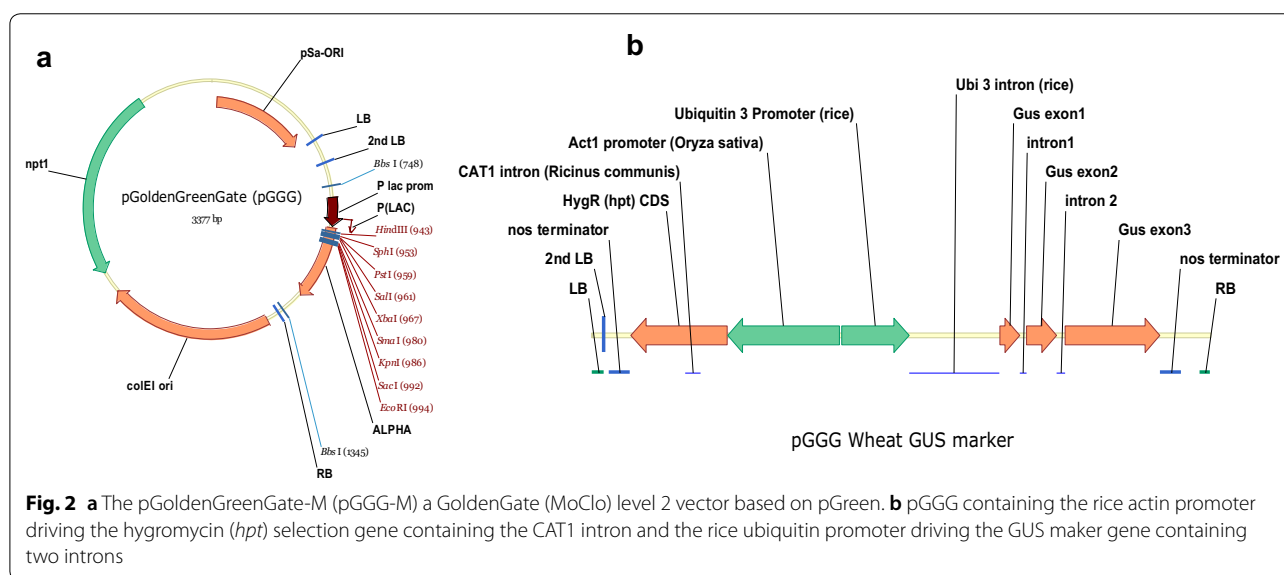 a
pSa-ORI
LB
2nd LB
Bbs I (748)
P lac prom
P(LAC)
HindIII (943)
SphI (953)
PstI (959)
SalI (961)
XbaI (967)
SmaI (980)
KpnI (986)
SacI (992)
EcoRI (994)
ALPHA
BbsI (1345)
RB
colEI ori
npt1
pGoldenGreenGate (pGGG)
3377 bp
b
Ubi 3 intron (rice)
Ubiquitin 3 Promoter (rice)
Gus exon1
Act1 promoter (Oryza sativa)
intron1
CAT1 intron (Ricinus communis)
Gus exon2
HygR (hpt) CDS
intron 2
nos terminator
Gus exon3
2nd LB
nos terminator
LB
RB
pGGG Wheat GUS marker
Fig. 2 a The pGoldenGreenGate-M (pGGG-M) a GoldenGate (MoClo) level 2 vector based on pGreen. b pGGG containing the rice actin promoter
driving the hygromycin (hpt) selection gene containing the CAT1 intron and the rice ubiquitin promoter driving the GUS maker gene containing
two introns